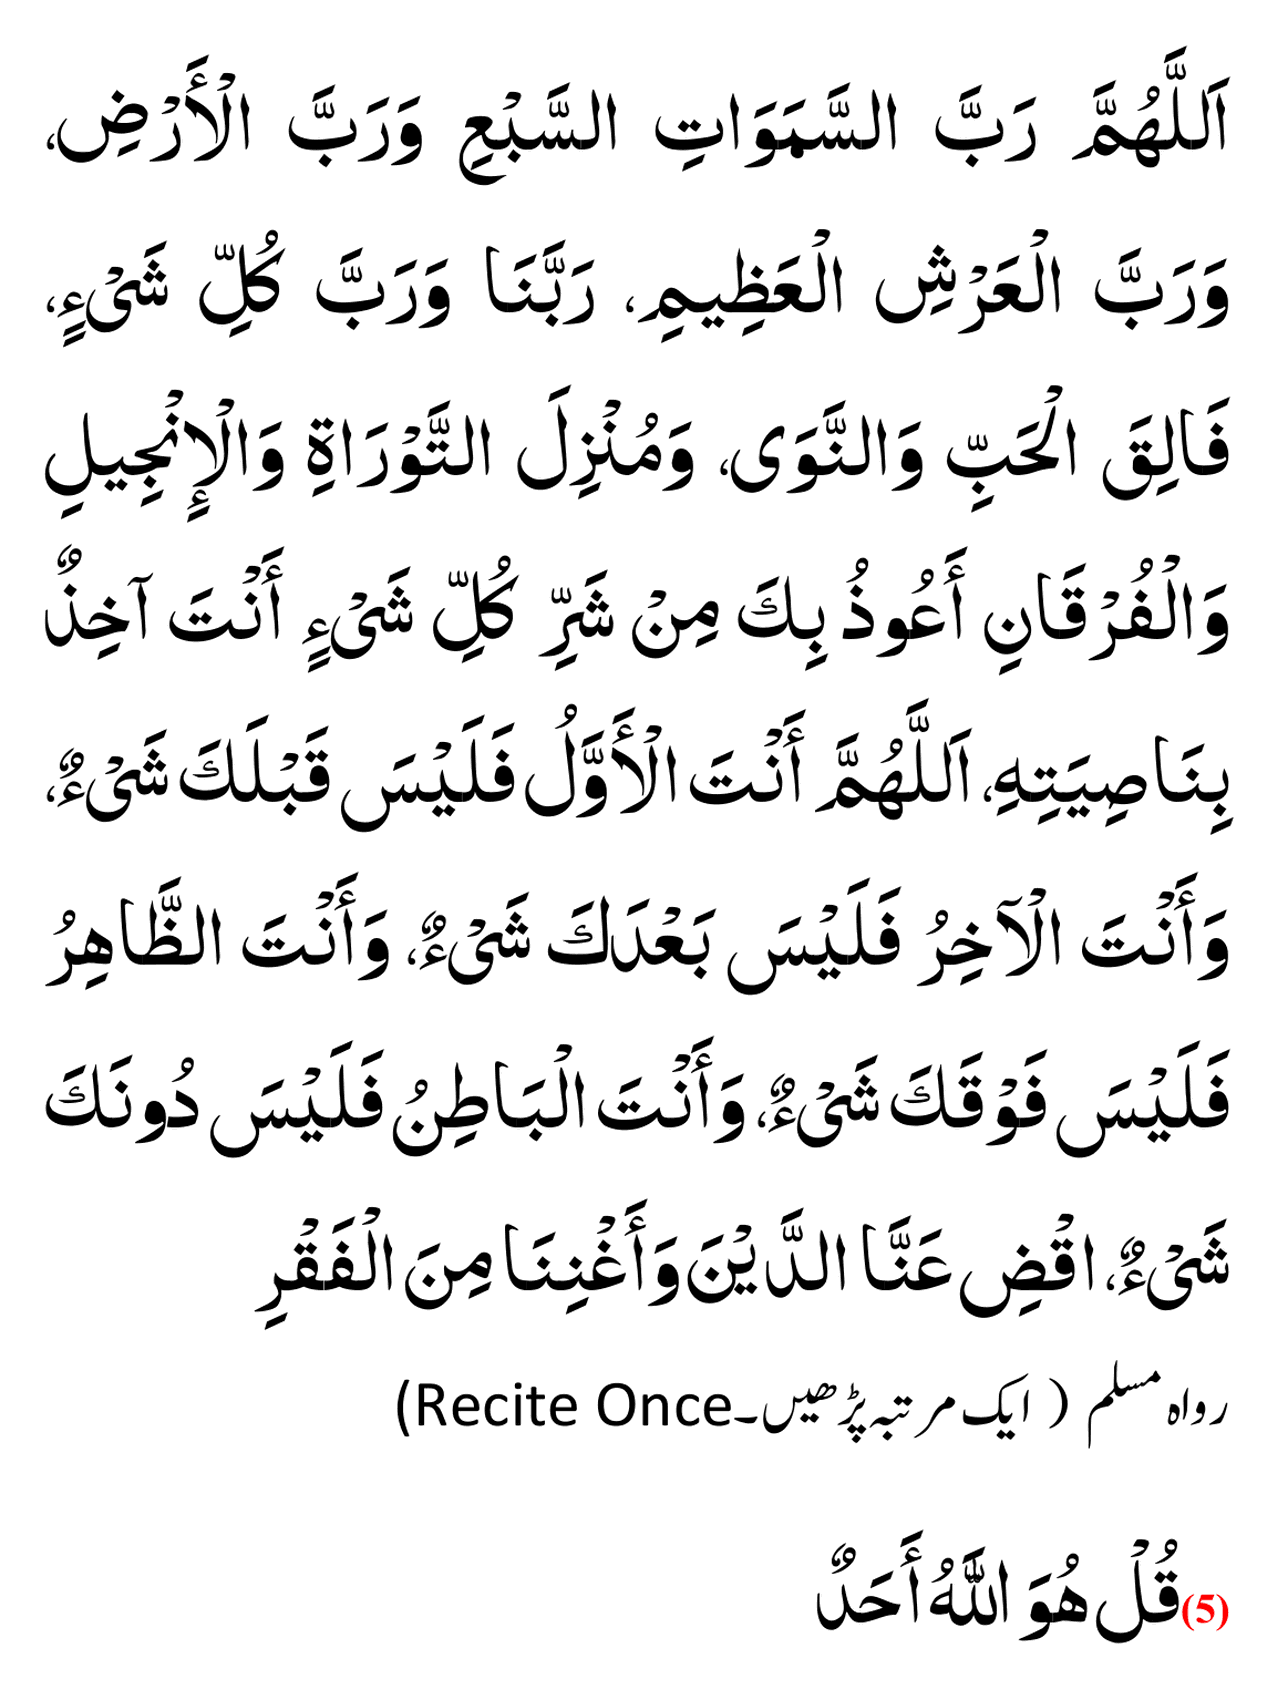 اَللَّهُمَّ رَبَّ السَّمَوَاتِ السَّبْعِ وَرَبَّ الْأَرْضِ،
وَرَبَّ الْعَرْشِ الْعَظِيمِ، رَبَّنَا وَرَبَّ كُلِّ شَيْءٍ،
فَالِقَ الْحَبِّ وَالنَّوَى، وَمُنْزِلَ التَّوْرَاةِ وَالْإِنْجِيلِ
وَالْفُرْقَانِ أَعُوذُ بِكَ مِنْ شَرِّ كُلِّ شَيْءٍ أَنْتَ آخِذٌ
بِنَاصِيَتِهِ، اَللَّهُمَّ أَنْتَ الْأَوَّلُ فَلَيْسَ قَبْلَكَ شَيْءٌ،
وَأَنْتَ الْآخِرُ فَلَيْسَ بَعْدَكَ شَيْءٌ، وَأَنْتَ الظَّاهِرُ
فَلَيْسَ فَوْقَكَ شَيْءٌ، وَأَنْتَ الْبَاطِنُ فَلَيْسَ دُونَكَ
شَيْءٌ، اقْضِ عَنَّا الدَّيْنَ وَأَغْنِنَا مِنَ الْفَقْرِ
رواہ مسلم ( ایک مرتبہ پڑھیں۔Recite Once)
(5)قُلْ هُوَ اللَّهُ أَحَدٌ